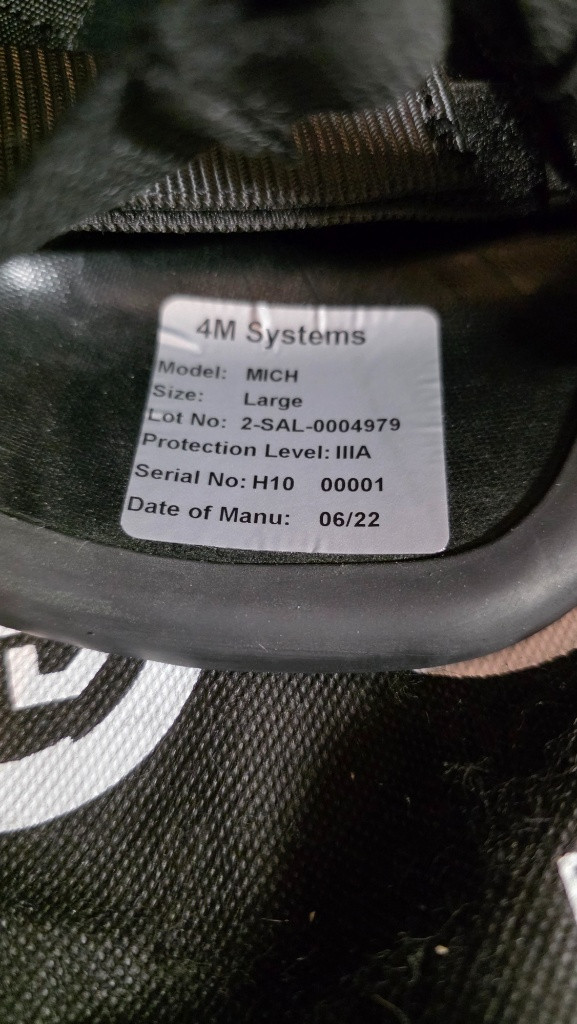 4M Systems
Model: MICH
Size: Large
Lot No: 2-SAL-0004979
Protection Level: IIIA
Serial No: H10 00001
Date of Manu: 06/22